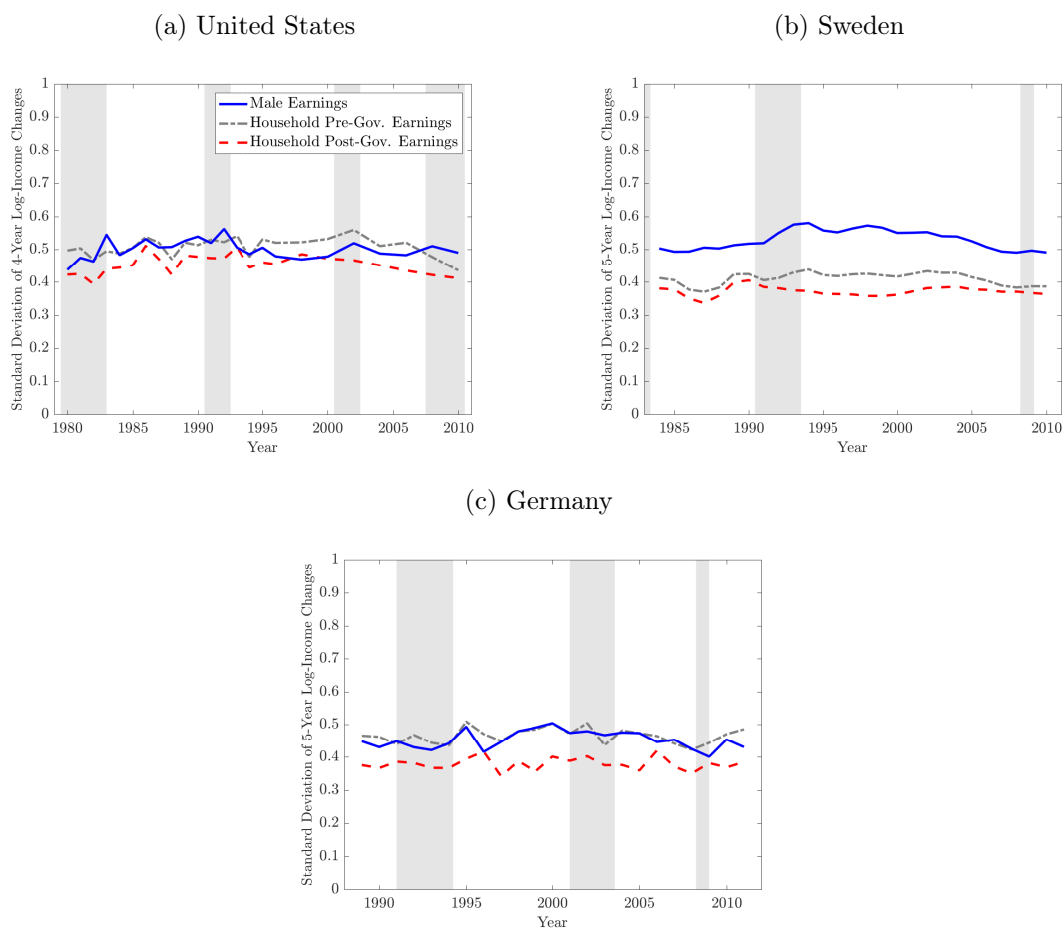 (a) United States
Standard Deviation of 4-Year Log-Income Changes
1
0.9
0.8
0.7
0.6
0.5
0.4
0.3
0.2
0.1
0
Male Earnings
Household Pre-Gov. Earnings
Household Post-Gov. Earnings
1980 1985 1990 1995 2000 2005 2010
Year
(b) Sweden
Standard Deviation of 5-Year Log-Income Changes
1
0.9
0.8
0.7
0.6
0.5
0.4
0.3
0.2
0.1
0
1985 1990 1995 2000 2005 2010
Year
(c) Germany
Standard Deviation of 5-Year Log-Income Changes
1
0.9
0.8
0.7
0.6
0.5
0.4
0.3
0.2
0.1
0
1990 1995 2000 2005 2010
Year